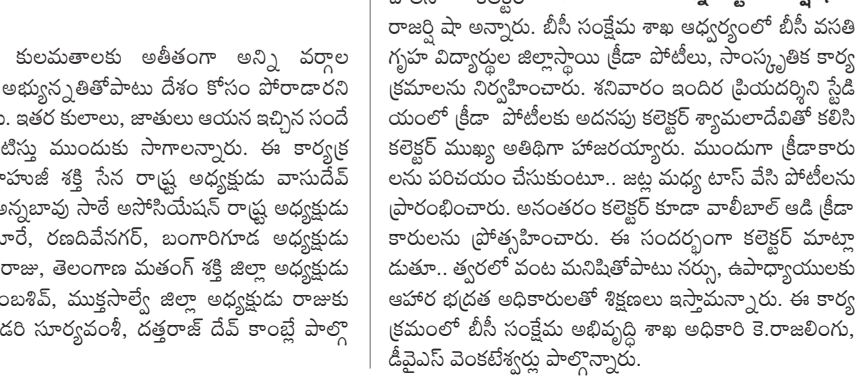 కులమతాలకు అతీతంగా అన్ని వర్గాల
అభ్యున్నతితోపాటు దేశం కోసం పోరాడారని
ు. ఇతర కులాలు, జాతులు ఆయన ఇచ్చిన సందే
టిస్తు ముందుకు సాగాలన్నారు. ఈ కార్యక్ర
హుజీ శక్తి సేన రాష్ట్ర అధ్యక్షుడు వాసుదేవ్
అన్నబావు సాఠే అసోసియేషన్ రాష్ట్ర అధ్యక్షుడు
రే, రణదివేనగర్, బంగారిగూడ అధ్యక్షుడు
రాజు, తెలంగాణ మతంగ్ శక్తి జిల్లా అధ్యక్షుడు
ంబశివ్, ముక్తసాల్వే జిల్లా అధ్యక్షుడు రాజుకు
డరి సూర్యవంశీ, దత్తరాజ్ దేవ్ కాంబ్లే పాల్గొ
రాజర్షి షా అన్నారు. బీసీ సంక్షేమ శాఖ ఆధ్వర్యంలో బీసీ వసతి
గృహ విద్యార్థుల జిల్లాస్థాయి క్రీడా పోటీలు, సాంస్కృతిక కార్య
క్రమాలను నిర్వహించారు. శనివారం ఇందిర ప్రియదర్శిని స్టేడి
యంలో క్రీడా పోటీలకు అదనపు కలెక్టర్ శ్యామలాదేవితో కలిసి
కలెక్టర్ ముఖ్య అతిథిగా హాజరయ్యారు. ముందుగా క్రీడాకారు
లను పరిచయం చేసుకుంటూ.. జట్ల మధ్య టాస్ వేసి పోటీలను
ప్రారంభించారు. అనంతరం కలెక్టర్ కూడా వాలీబాల్ ఆడి క్రీడా
కారులను ప్రోత్సహించారు. ఈ సందర్భంగా కలెక్టర్ మాట్లా
డుతూ.. త్వరలో వంట మనిషితోపాటు నర్సు, ఉపాధ్యాయులకు
ఆహార భద్రత అధికారులతో శిక్షణలు ఇస్తామన్నారు. ఈ కార్య
క్రమంలో బీసీ సంక్షేమ అభివృద్ధి శాఖ అధికారి కె.రాజలింగు,
డీవైఎస్ వెంకటేశ్వర్లు పాల్గొన్నారు.